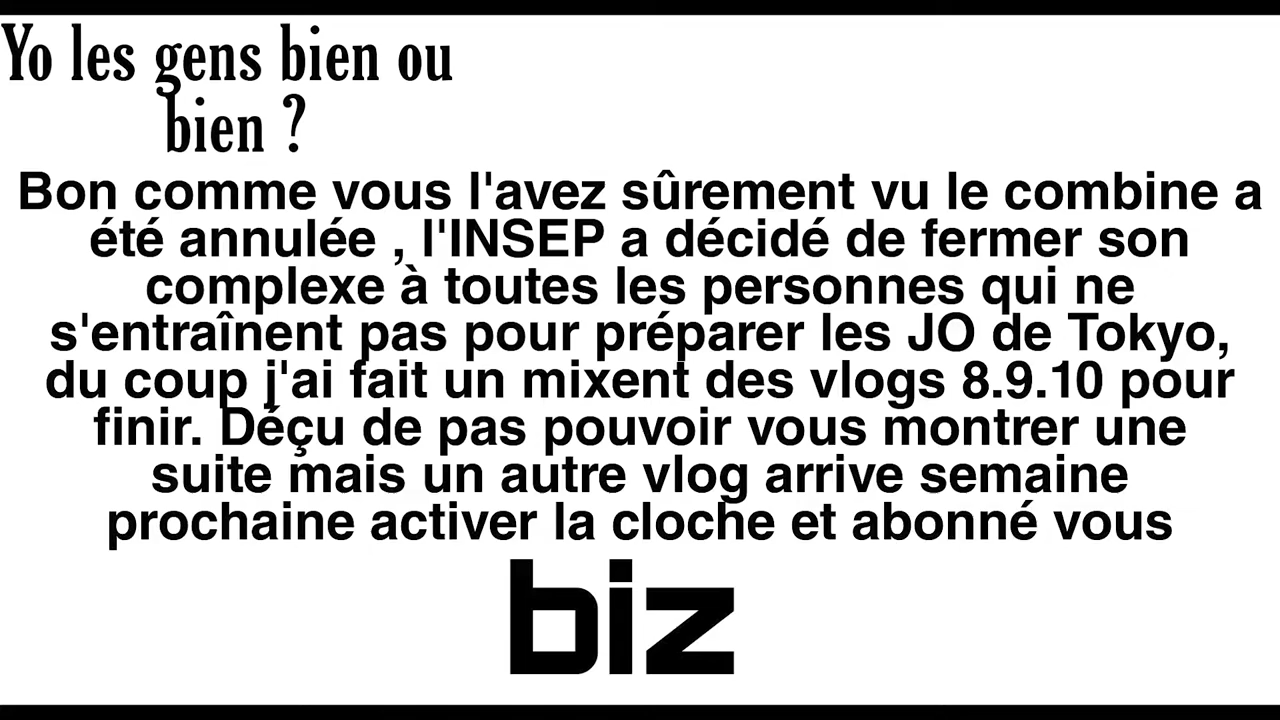 Yo les gens bien ou
bien ?
Bon comme vous l'avez sûrement vu le combine a
été annulée , l'INSEP a décidé de fermer son
complexe à toutes les personnes qui ne
s'entraînent pas pour préparer les JO de Tokyo,
du coup j'ai fait un mixent des vlogs 8.9.10 pour
finir. Déçu de pas pouvoir vous montrer une
suite mais un autre vlog arrive semaine
prochaine activer la cloche et abonné vous
biz